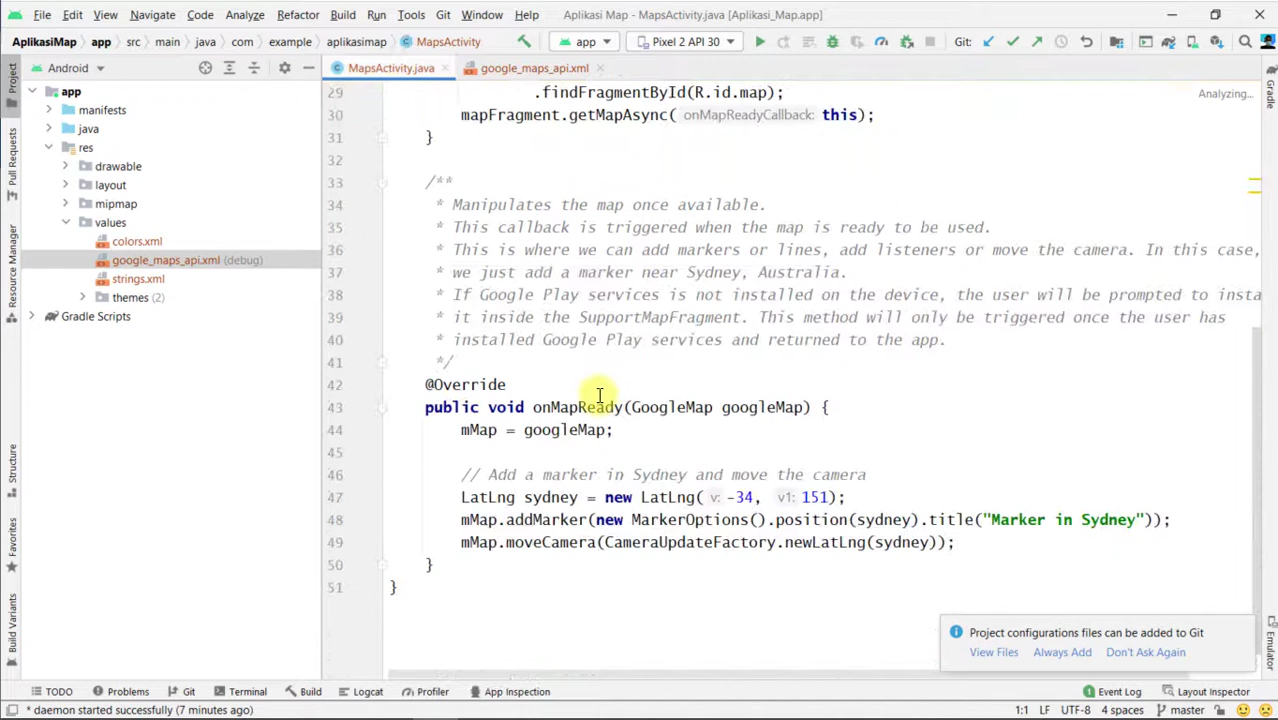 File Edit View Navigate Code Analyze Refactor Build Run Tools Git Window Help Aplikasi Map - MapsActivity.java [Aplikasi_Map.app]
AplikasiMap app src main java com example aplikasimap MapsActivity app Pixel 2 API 30 Git:
Android MapsActivity.java google_maps_api.xml
Project
Pull Requests
Resource Manager
Structure
Favorites
Build Variants
app
manifests
java
res
drawable
layout
mipmap
values
colors.xml
google_maps_api.xml (debug)
strings.xml
themes (2)
Gradle Scripts
Analyzing...
29 .findFragmentById(R.id.map);
30 mapFragment.getMapAsync( onMapReadyCallback: this);
31 }
32
33 /**
34 * Manipulates the map once available.
35 * This callback is triggered when the map is ready to be used.
36 * This is where we can add markers or lines, add listeners or move the camera. In this case,
37 * we just add a marker near Sydney, Australia.
38 * If Google Play services is not installed on the device, the user will be prompted to insta
39 * it inside the SupportMapFragment. This method will only be triggered once the user has
40 * installed Google Play services and returned to the app.
41 */
42 @Override
43 public void onMapReady(GoogleMap googleMap) {
44 mMap = googleMap;
45
46 // Add a marker in Sydney and move the camera
47 LatLng sydney = new LatLng( v: -34, v1: 151);
48 mMap.addMarker(new MarkerOptions().position(sydney).title("Marker in Sydney"));
49 mMap.moveCamera(CameraUpdateFactory.newLatLng(sydney));
50 }
51 }
Gradle
Emulator
Project configurations files can be added to Git
View Files Always Add Don't Ask Again
TODO Problems Git Terminal Build Logcat Profiler App Inspection Event Log Layout Inspector
* daemon started successfully (7 minutes ago) 1:1 LF UTF-8 4 spaces master